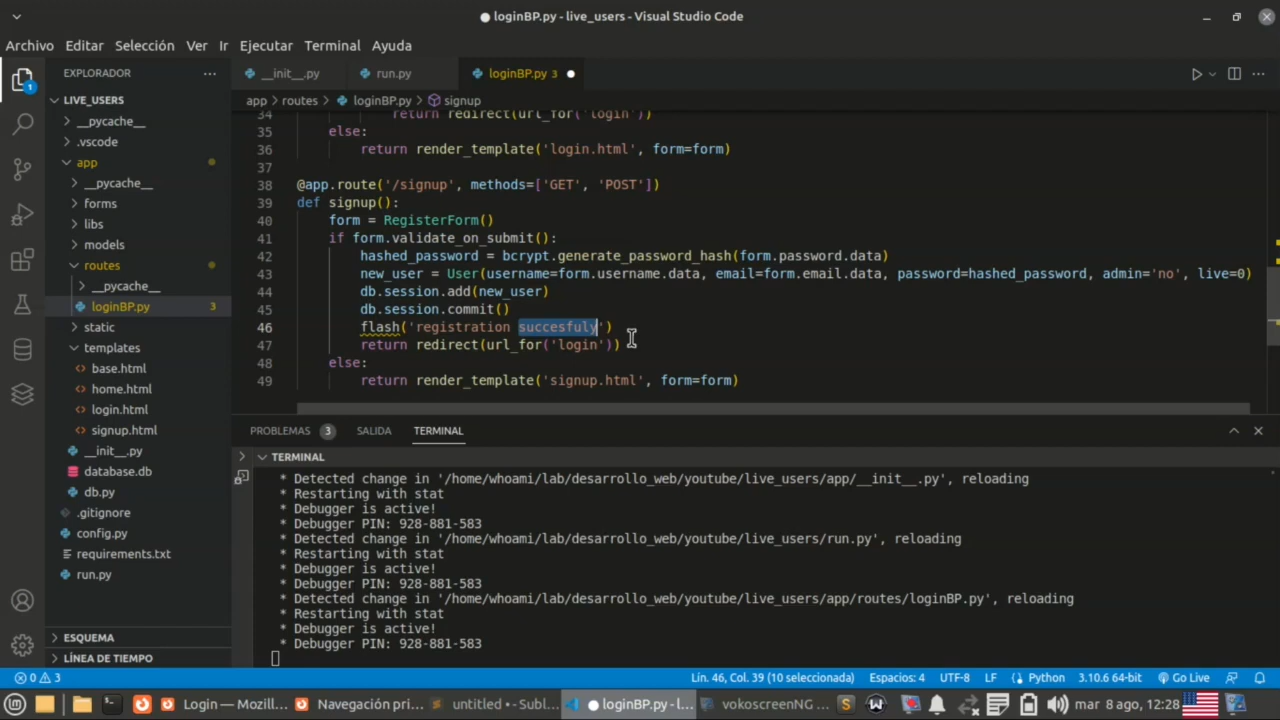 loginBP.py - live_users - Visual Studio Code
Archivo Editar Selección Ver Ir Ejecutar Terminal Ayuda
EXPLORADOR
__init__.py run.py loginBP.py 3
LIVE_USERS
app > routes > loginBP.py > signup
__pycache__
.vscode
app
__pycache__
forms
libs
models
routes
__pycache__
loginBP.py 3
static
templates
base.html
home.html
login.html
signup.html
__init__.py
database.db
db.py
.gitignore
config.py
requirements.txt
run.py
ESQUEMA
LÍNEA DE TIEMPO
34 return redirect(url_for('login'))
35 else:
36 return render_template('login.html', form=form)
37
38 @app.route('/signup', methods=['GET', 'POST'])
39 def signup():
40 form = RegisterForm()
41 if form.validate_on_submit():
42 hashed_password = bcrypt.generate_password_hash(form.password.data)
43 new_user = User(username=form.username.data, email=form.email.data, password=hashed_password, admin='no', live=0)
44 db.session.add(new_user)
45 db.session.commit()
46 flash('registration succesfuly')
47 return redirect(url_for('login'))
48 else:
49 return render_template('signup.html', form=form)
PROBLEMAS 3 SALIDA TERMINAL
TERMINAL
* Detected change in '/home/whoami/lab/desarrollo_web/youtube/live_users/app/__init__.py', reloading
* Restarting with stat
* Debugger is active!
* Debugger PIN: 928-881-583
* Detected change in '/home/whoami/lab/desarrollo_web/youtube/live_users/run.py', reloading
* Restarting with stat
* Debugger is active!
* Debugger PIN: 928-881-583
* Detected change in '/home/whoami/lab/desarrollo_web/youtube/live_users/app/routes/loginBP.py', reloading
* Restarting with stat
* Debugger is active!
* Debugger PIN: 928-881-583
0 3 Lín. 46, Col. 39 (10 seleccionada) Espacios: 4 UTF-8 LF Python 3.10.6 64-bit Go Live
Login — Mozill... Navegación pri... untitled • - Subl... loginBP.py - l... vokoscreenNG ... mar 8 ago, 12:28